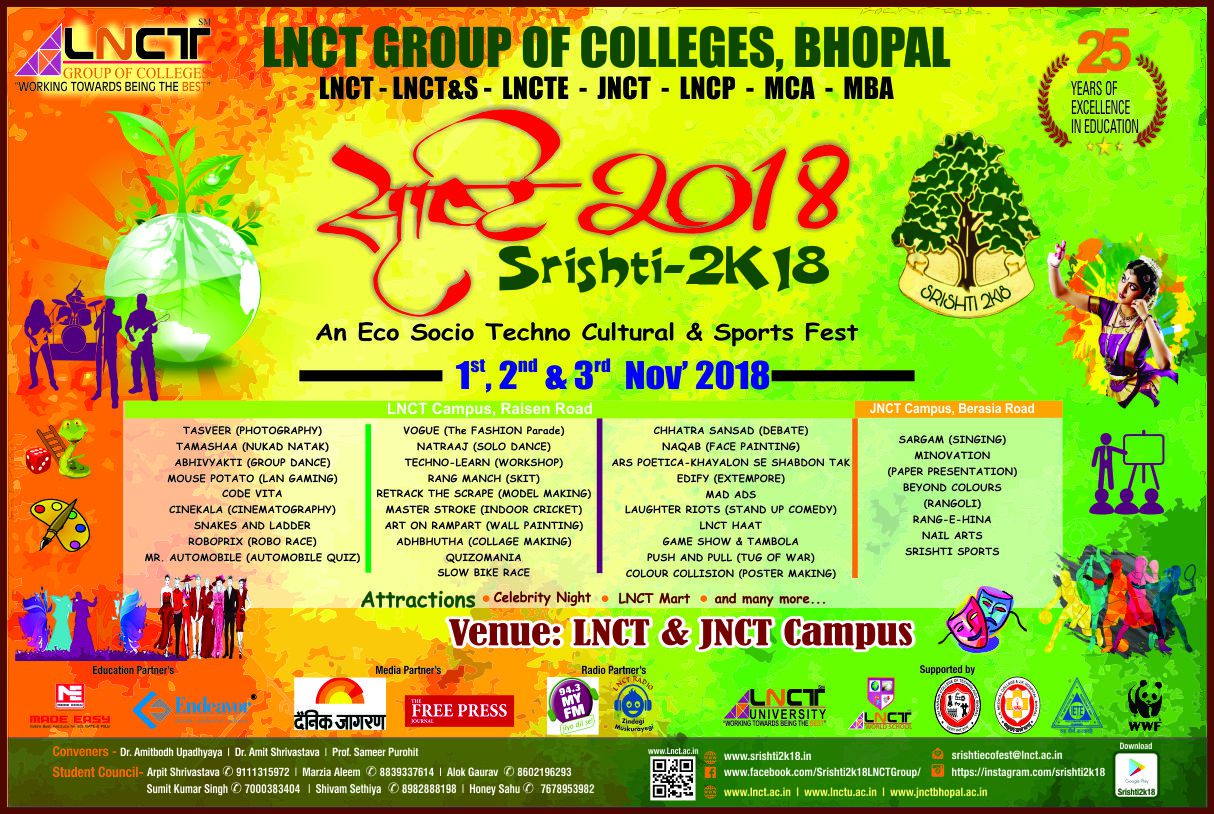 LNCT SM
GROUP OF COLLEGES
"WORKING TOWARDS BEING THE BEST"
LNCT GROUP OF COLLEGES, BHOPAL
LNCT - LNCT&S - LNCTE - JNCT - LNCP - MCA - MBA
25
YEARS OF
EXCELLENCE
IN EDUCATION
सृष्टि 2018
Srishti-2K18
SRISHTI 2K18
An Eco Socio Techno Cultural & Sports Fest
1st, 2nd & 3rd Nov' 2018
LNCT Campus, Raisen Road
TASVEER (PHOTOGRAPHY)
TAMASHAA (NUKAD NATAK)
ABHIVYAKTI (GROUP DANCE)
MOUSE POTATO (LAN GAMING)
CODE VITA
CINEKALA (CINEMATOGRAPHY)
SNAKES AND LADDER
ROBOPRIX (ROBO RACE)
MR. AUTOMOBILE (AUTOMOBILE QUIZ)
VOGUE (The FASHION Parade)
NATRAAJ (SOLO DANCE)
TECHNO-LEARN (WORKSHOP)
RANG MANCH (SKIT)
RETRACK THE SCRAPE (MODEL MAKING)
MASTER STROKE (INDOOR CRICKET)
ART ON RAMPART (WALL PAINTING)
ADHBHUTHA (COLLAGE MAKING)
QUIZOMANIA
SLOW BIKE RACE
CHHATRA SANSAD (DEBATE)
NAQAB (FACE PAINTING)
ARS POETICA-KHAYALON SE SHABDON TAK
EDIFY (EXTEMPORE)
MAD ADS
LAUGHTER RIOTS (STAND UP COMEDY)
LNCT HAAT
GAME SHOW & TAMBOLA
PUSH AND PULL (TUG OF WAR)
COLOUR COLLISION (POSTER MAKING)
JNCT Campus, Berasia Road
SARGAM (SINGING)
MINOVATION
(PAPER PRESENTATION)
BEYOND COLOURS
(RANGOLI)
RANG-E-HINA
NAIL ARTS
SRISHTI SPORTS
Attractions • Celebrity Night • LNCT Mart • and many more...
Venue: LNCT & JNCT Campus
Education Partner's
ME
MADE EASY
MADE EASY
Endeavor ®
Media Partner's
दैनिक जागरण
THE
FREE PRESS
JOURNAL
Radio Partner's
94.3
MY
FM
jiyo dil se!
LNCT RADIO
Zindagi
Muskurayegi
Supported by
LNCT
UNIVERSITY
"WORKING TOWARDS BEING THE BEST"
LNCT
WORLD SCHOOL
IETE
WWF
Conveners - Dr. Amitbodh Upadhyaya | Dr. Amit Shrivastava | Prof. Sameer Purohit
Student Council- Arpit Shrivastava ✆ 9111315972 | Marzia Aleem ✆ 8839337614 | Alok Gaurav ✆ 8602196293
Sumit Kumar Singh ✆ 7000383404 | Shivam Sethiya ✆ 8982888198 | Honey Sahu ✆ 7678953982
www.Lnct.ac.in
www.srishti2k18.in
www.facebook.com/Srishti2k18LNCTGroup/
www.lnct.ac.in | www.lnctu.ac.in | www.jnctbhopal.ac.in
srishtiecofest@lnct.ac.in
https://instagram.com/srishti2k18
Download
Google Play
Srishti2k18